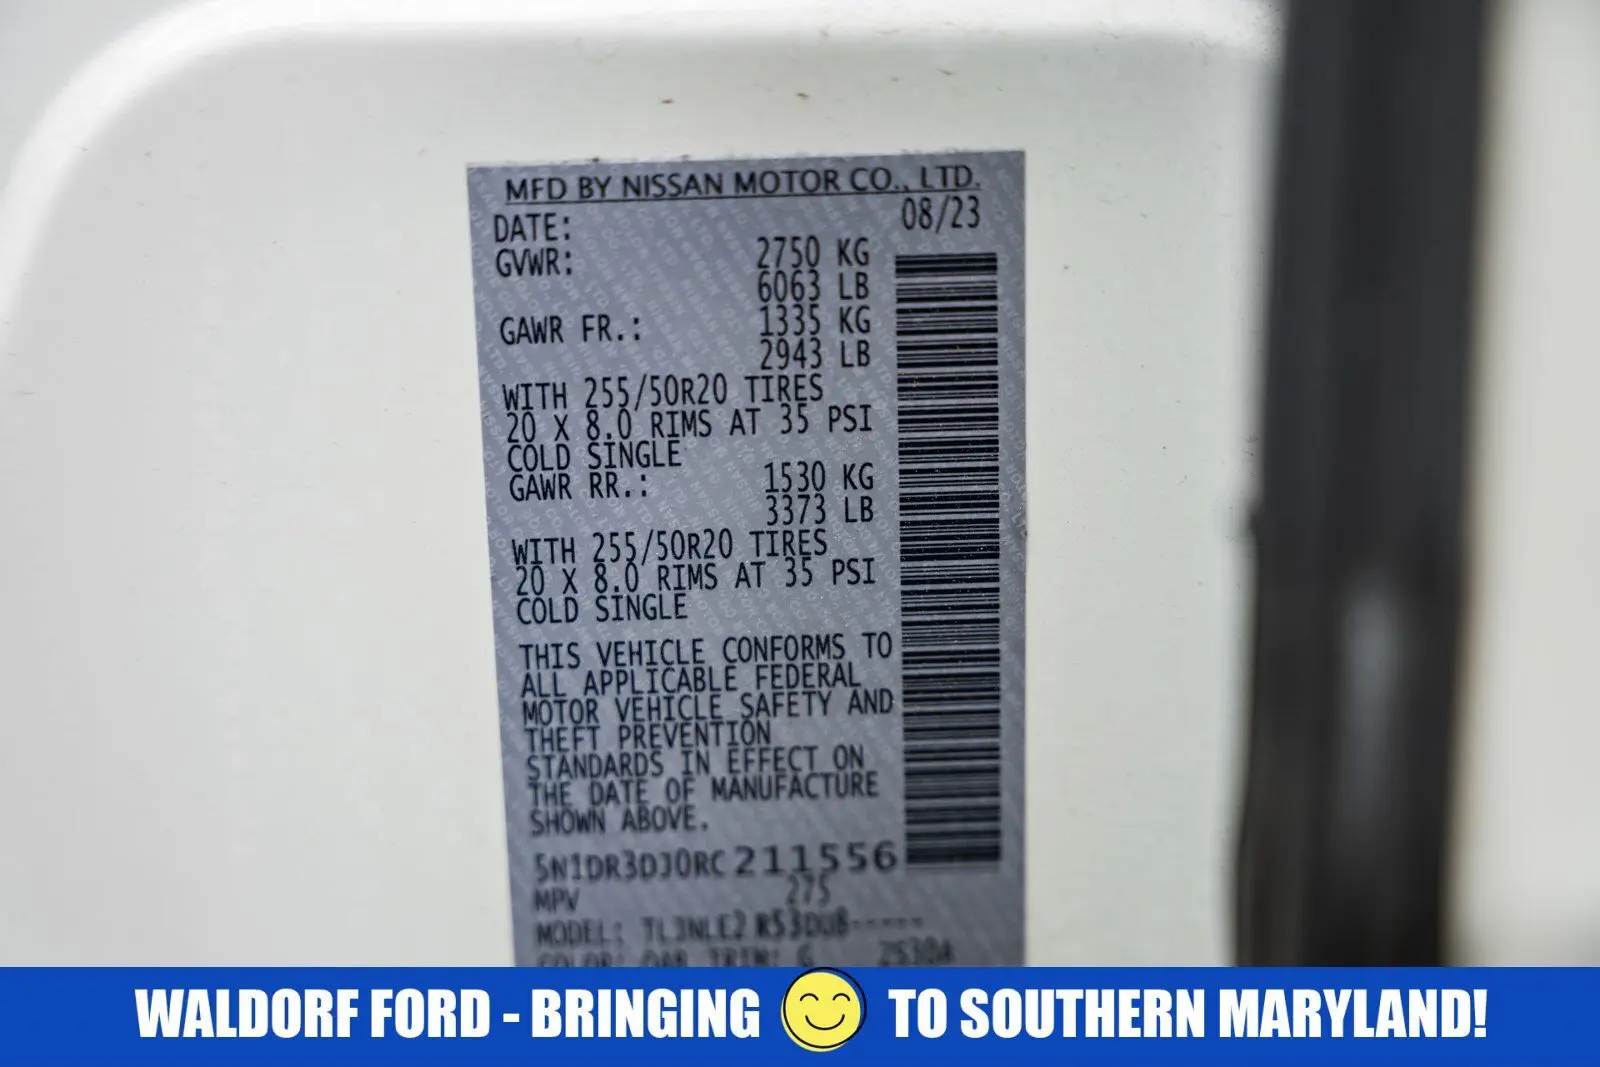 MFD BY NISSAN MOTOR CO., LTD.
DATE: 08/23
GVWR: 2750 KG
6063 LB
GAWR FR.: 1335 KG
2943 LB
WITH 255/50R20 TIRES
20 X 8.0 RIMS AT 35 PSI
COLD SINGLE
GAWR RR.: 1530 KG
3373 LB
WITH 255/50R20 TIRES
20 X 8.0 RIMS AT 35 PSI
COLD SINGLE
THIS VEHICLE CONFORMS TO
ALL APPLICABLE FEDERAL
MOTOR VEHICLE SAFETY AND
THEFT PREVENTION
STANDARDS IN EFFECT ON
THE DATE OF MANUFACTURE
SHOWN ABOVE.
5N1DR3DJ0RC211556
MPV 275
MODEL:
COLOR: TRIM: G
WALDORF FORD - BRINGING TO SOUTHERN MARYLAND!